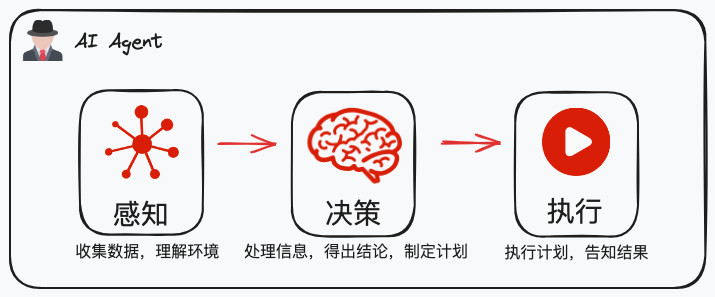 AI Agent
感知
决策
执行
收集数据，理解环境
处理信息，得出结论，制定计划
执行计划，告知结果